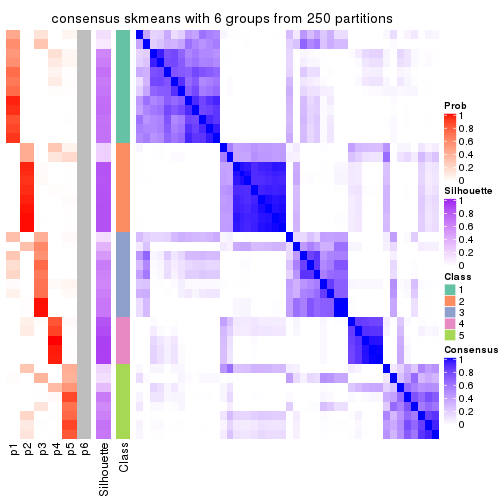 consensus skmeans with 6 groups from 250 partitions
Prob
1
0.8
0.6
0.4
0.2
0
Silhouette
1
0.8
0.6
0.4
0.2
0
Class
1
2
3
4
5
Consensus
1
0.8
0.6
0.4
0.2
0
p1
p2
p3
p4
p5
p6
Silhouette
Class